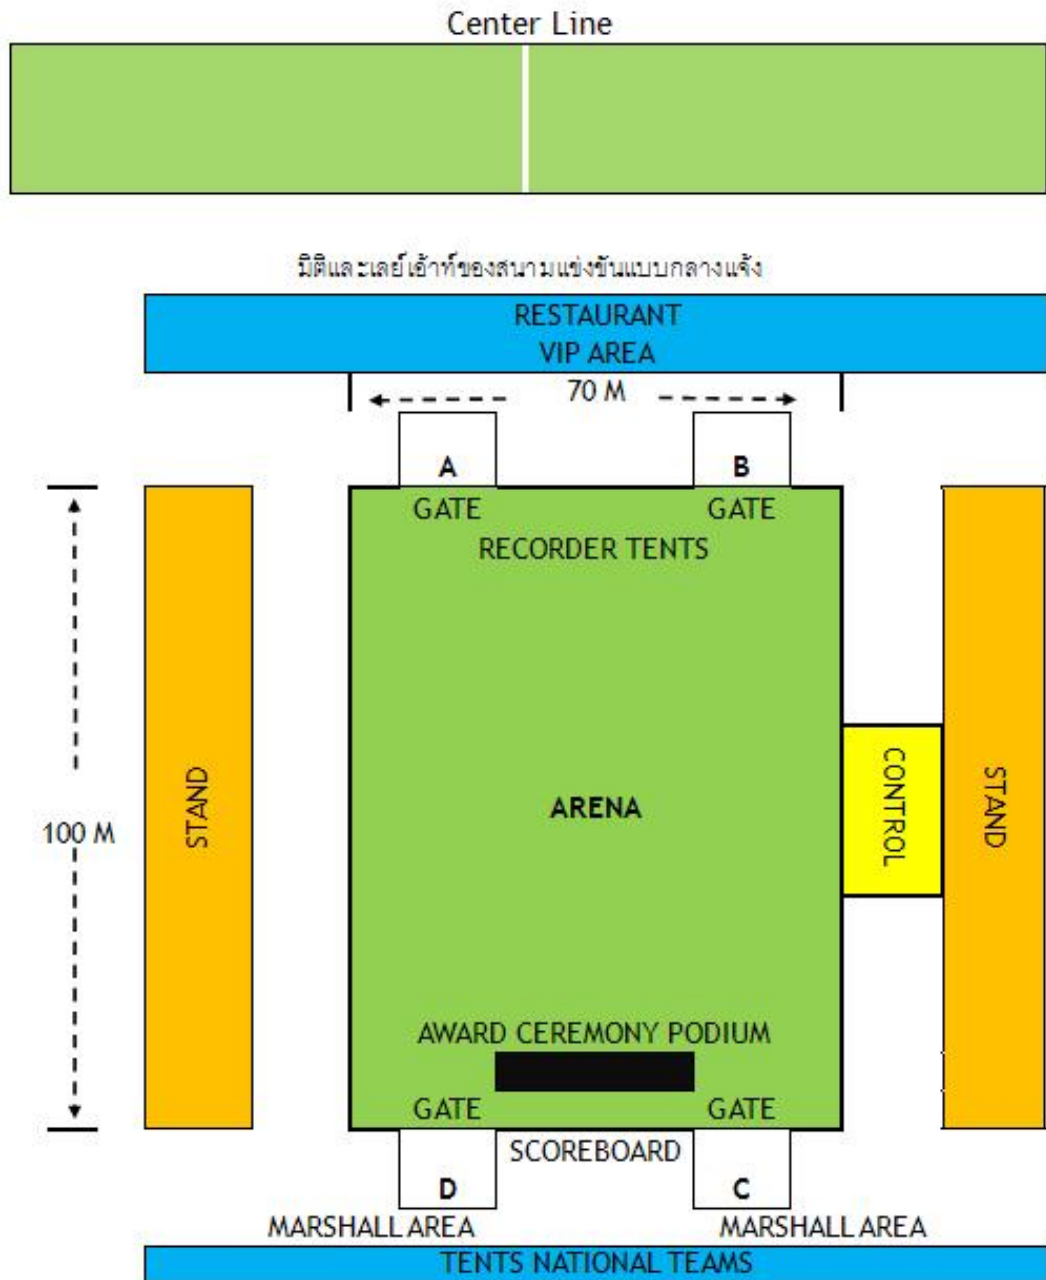 Center Line
มิติและเลย์เอ้าท์ของสนามแข่งขันแบบกลางแจ้ง
RESTAURANT
VIP AREA
70 M
A
B
GATE
GATE
RECORDER TENTS
100 M
STAND
ARENA
CONTROL
STAND
AWARD CEREMONY PODIUM
GATE
GATE
SCOREBOARD
D
C
MARSHALL AREA
MARSHALL AREA
TENTS NATIONAL TEAMS